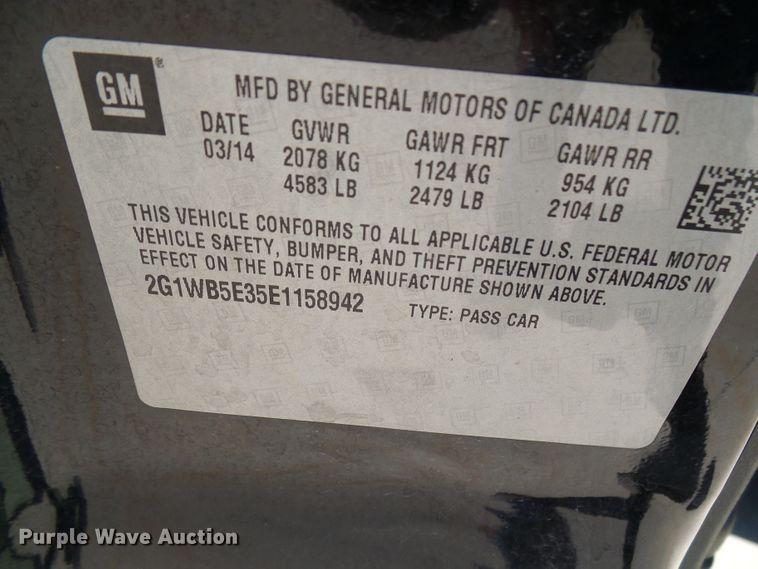 GM ®
MFD BY GENERAL MOTORS OF CANADA LTD.
DATE GVWR GAWR FRT GAWR RR
03/14 2078 KG 1124 KG 954 KG
4583 LB 2479 LB 2104 LB
THIS VEHICLE CONFORMS TO ALL APPLICABLE U.S. FEDERAL MOTOR
VEHICLE SAFETY, BUMPER, AND THEFT PREVENTION STANDARDS IN
EFFECT ON THE DATE OF MANUFACTURE SHOWN ABOVE.
2G1WB5E35E1158942 TYPE: PASS CAR
Purple Wave Auction